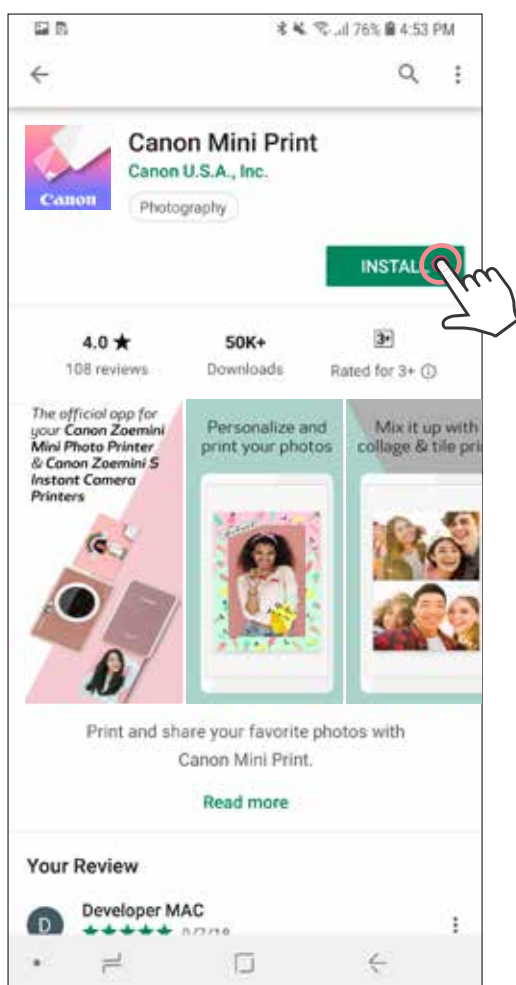 76% 4:53 PM
Canon Mini Print
Canon U.S.A., Inc.
Canon
Photography
INSTALL
4.0 ★ 50K+ 3+
108 reviews Downloads Rated for 3+ ⓘ
The official app for
your Canon Zoemini
Mini Photo Printer
& Canon Zoemini S
Instant Camera
Printers
Personalize and
print your photos
Mix it up with
collage & tile pri
Print and share your favorite photos with
Canon Mini Print.
Read more
Your Review
D
Developer MAC
★★★★★